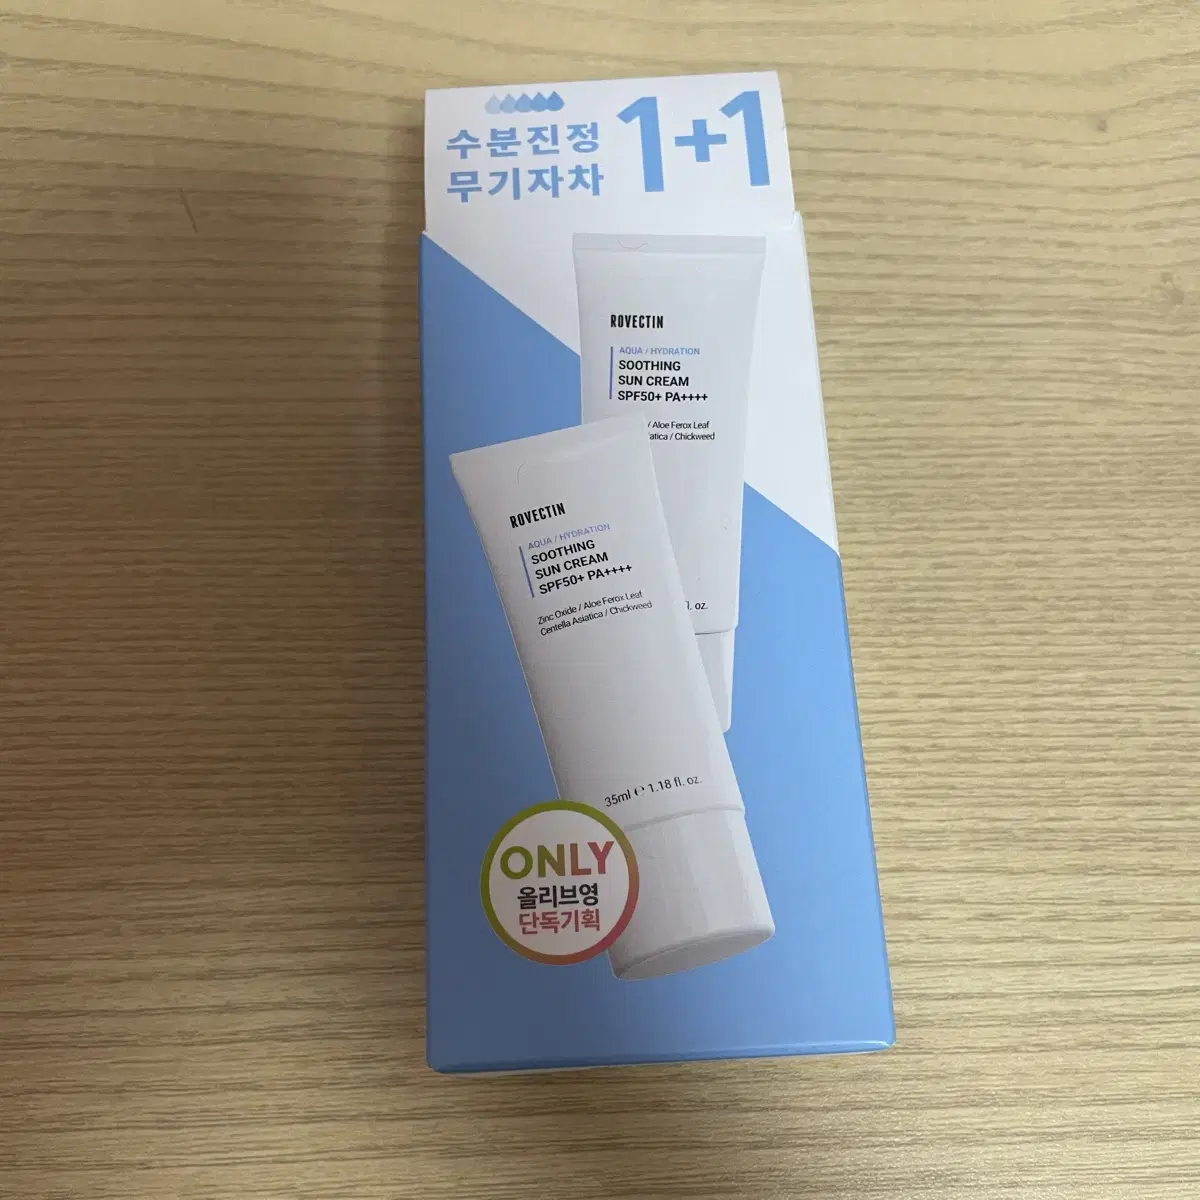 수분진정
무기자차
1+1
ROVECTIN
AQUA / HYDRATION
SOOTHING
SUN CREAM
SPF50+ PA++++
/ Aloe Ferox Leaf
/ Chickweed
fl. oz.
ROVECTIN
AQUA / HYDRATION
SOOTHING
SUN CREAM
SPF50+ PA++++
Zinc Oxide / Aloe Ferox Leaf
Centella Asiatica / Chickweed
35ml ℮ 1.18 fl. oz.
ONLY
올리브영
단독기획